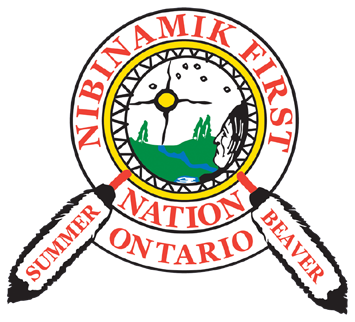 NIBINAMIK FIRST
NATION
ONTARIO
SUMMER
BEAVER